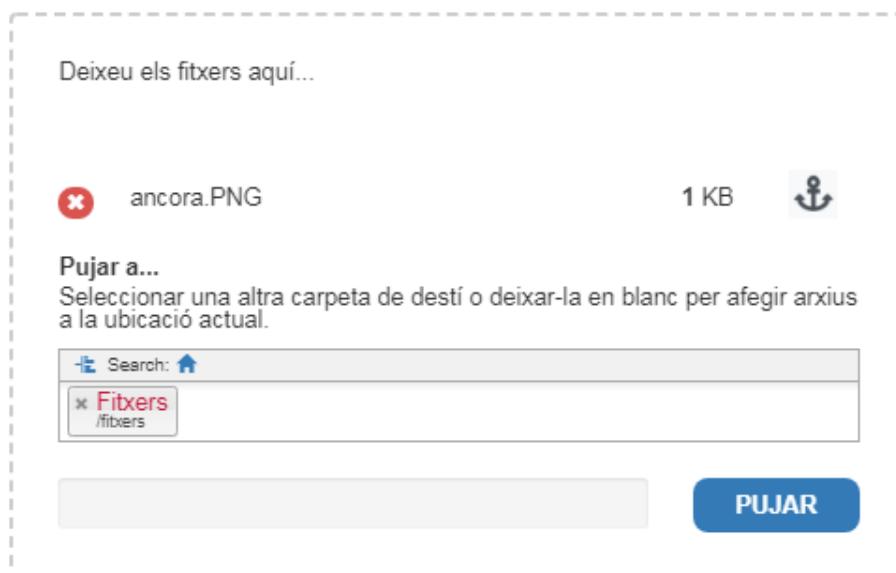 Deixeu els fitxers aquí...
ancora.PNG 1 KB
Pujar a...
Seleccionar una altra carpeta de destí o deixar-la en blanc per afegir arxius
a la ubicació actual.
Search:
Fitxers
/fitxers
PUJAR